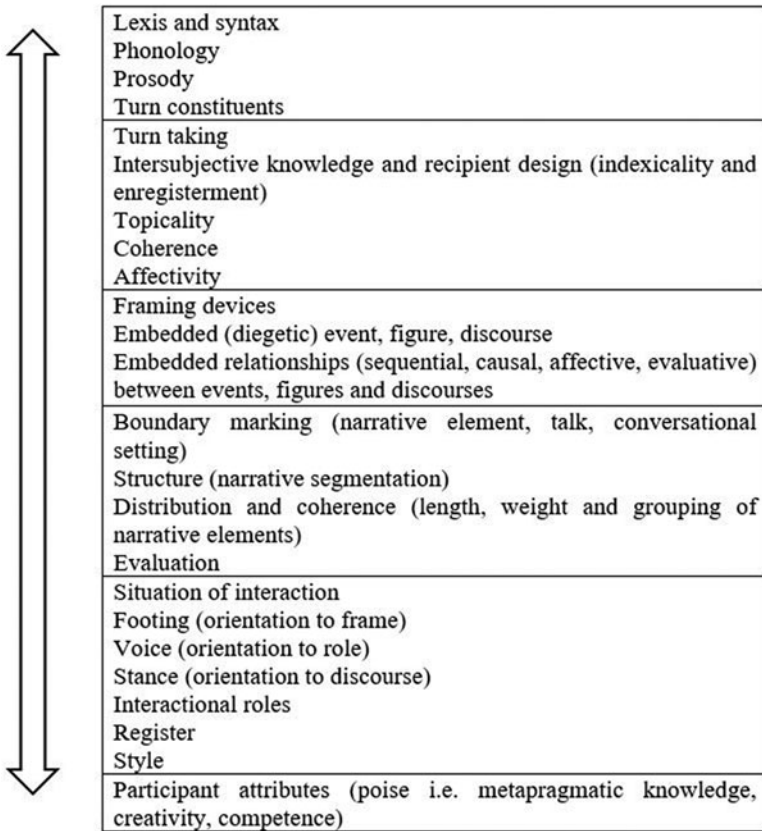 Lexis and syntax
Phonology
Prosody
Turn constituents
Turn taking
Intersubjective knowledge and recipient design (indexicality and
enregisterment)
Topicality
Coherence
Affectivity
Framing devices
Embedded (diegetic) event, figure, discourse
Embedded relationships (sequential, causal, affective, evaluative)
between events, figures and discourses
Boundary marking (narrative element, talk, conversational
setting)
Structure (narrative segmentation)
Distribution and coherence (length, weight and grouping of
narrative elements)
Evaluation
Situation of interaction
Footing (orientation to frame)
Voice (orientation to role)
Stance (orientation to discourse)
Interactional roles
Register
Style
Participant attributes (poise i.e. metapragmatic knowledge,
creativity, competence)